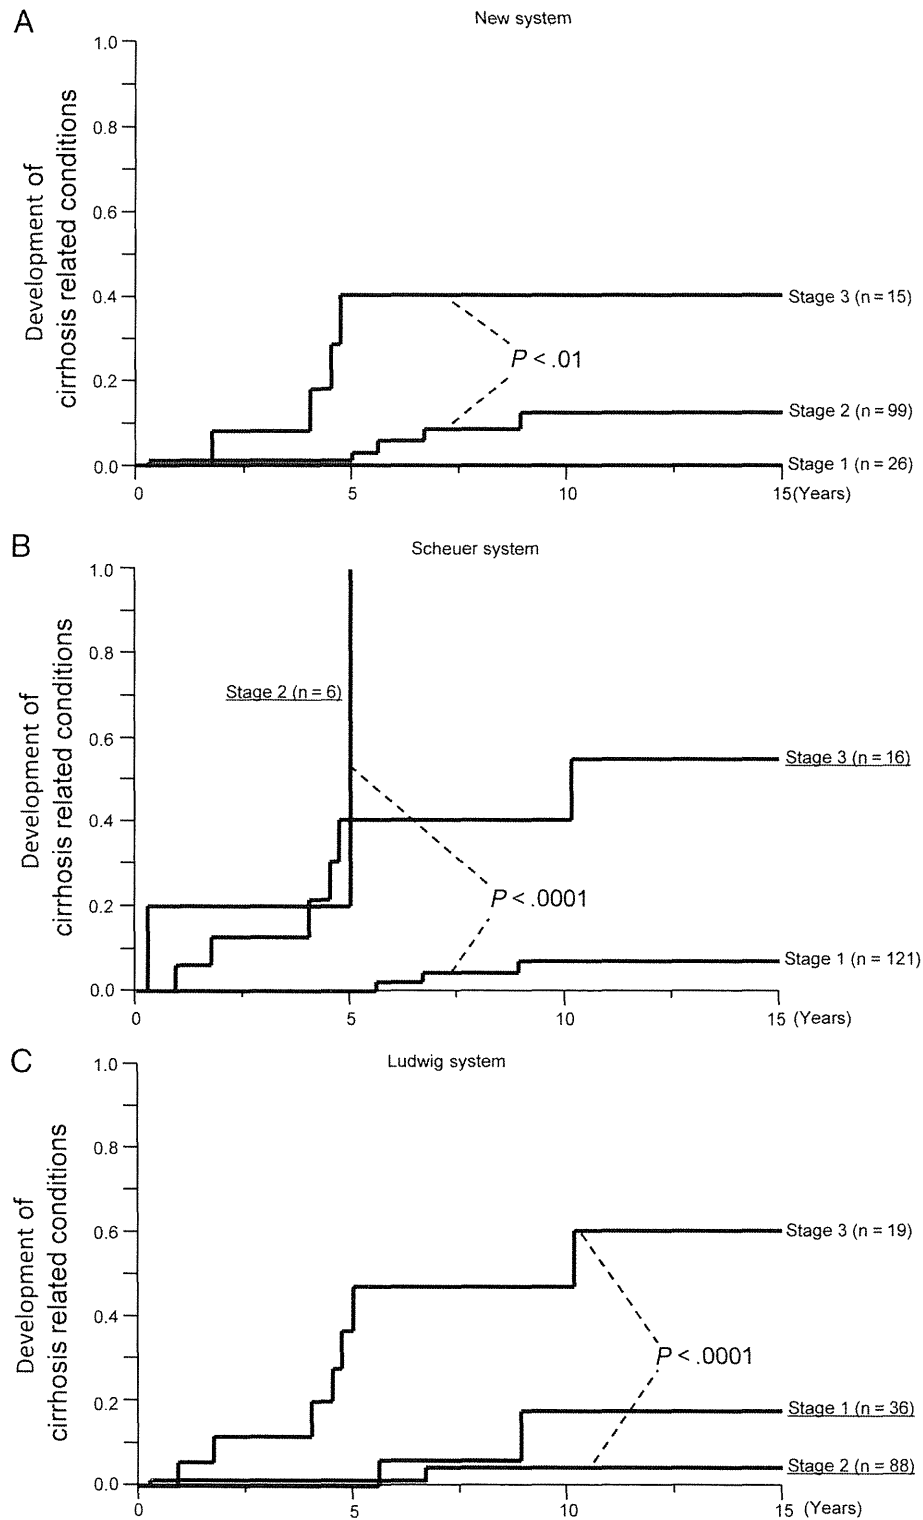 A
New system
Development of
cirrhosis related conditions
1.0
0.8
0.6
0.4
0.2
0.0
Stage 3 (n = 15)
P < .01
Stage 2 (n = 99)
Stage 1 (n = 26)
0
5
10
15(Years)
B
Scheuer system
Development of
cirrhosis related conditions
1.0
0.8
0.6
0.4
0.2
0.0
Stage 2 (n = 6)
Stage 3 (n = 16)
P < .0001
Stage 1 (n = 121)
0
5
10
15 (Years)
C
Ludwig system
Development of
cirrhosis related conditions
1.0
0.8
0.6
0.4
0.2
0.0
Stage 3 (n = 19)
P < .0001
Stage 1 (n = 36)
Stage 2 (n = 88)
0
5
10
15 (Years)